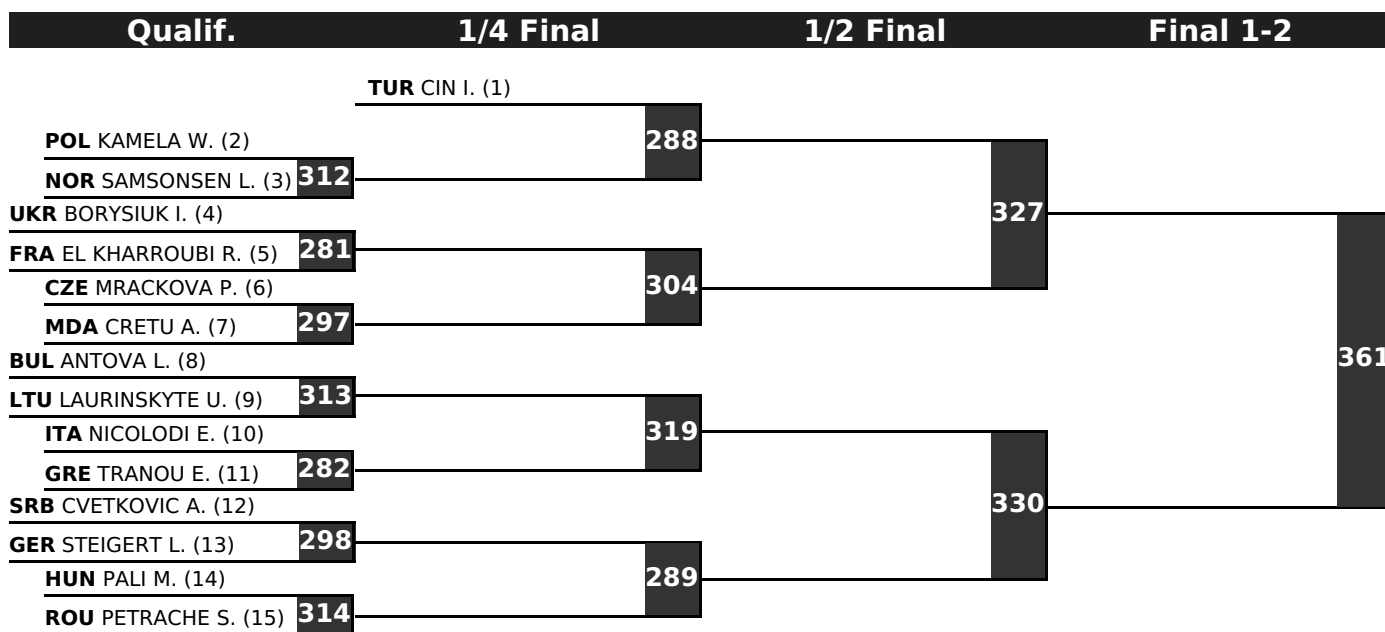 Qualif. 1/4 Final 1/2 Final Final 1-2
TUR CIN I. (1)
POL KAMELA W. (2) 288
NOR SAMSONSEN L. (3) 312
UKR BORYSIUK I. (4) 327
FRA EL KHARROUBI R. (5) 281
CZE MRACKOVA P. (6) 304
MDA CRETU A. (7) 297
BUL ANTOVA L. (8) 361
LTU LAURINSKYTE U. (9) 313
ITA NICOLODI E. (10) 319
GRE TRANOU E. (11) 282
SRB CVETKOVIC A. (12) 330
GER STEIGERT L. (13) 298
HUN PALI M. (14) 289
ROU PETRACHE S. (15) 314